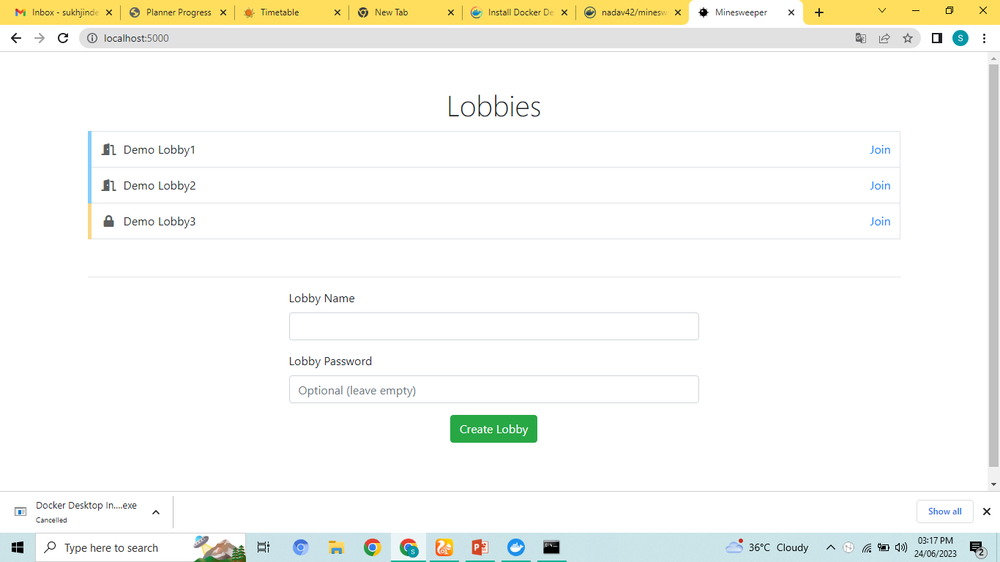 Inbox - sukhjinde
Planner Progress
Timetable
New Tab
Install Docker De
nadav42/minesw
Minesweeper
localhost:5000
S
Lobbies
Demo Lobby1
Join
Demo Lobby2
Join
Demo Lobby3
Join
Lobby Name
Lobby Password
Optional (leave empty)
Create Lobby
Docker Desktop In....exe
Cancelled
Show all
Type here to search
36°C Cloudy
03:17 PM
24/06/2023
2